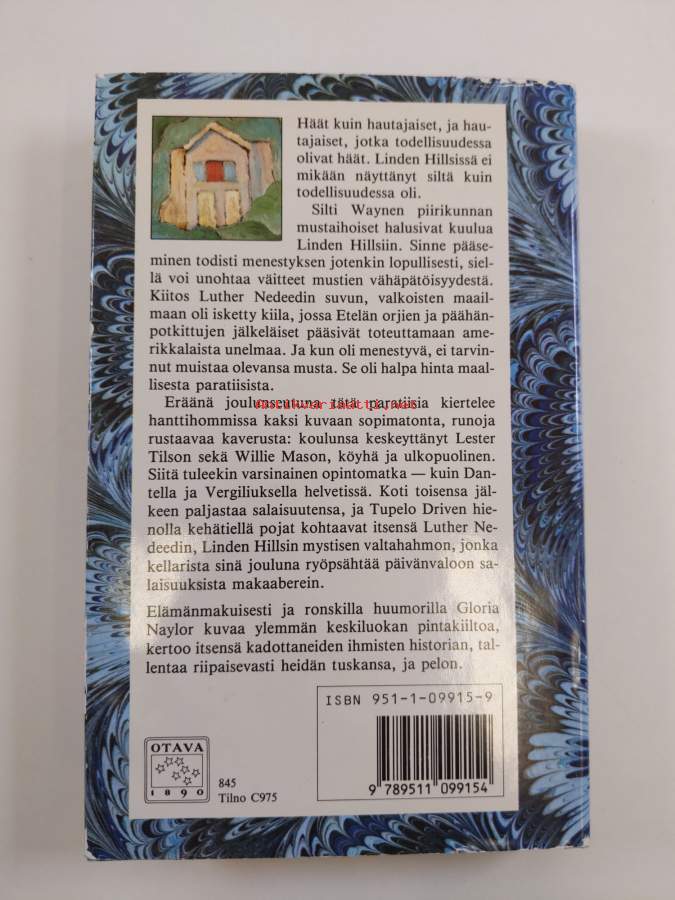 Häät kuin hautajaiset, ja hau-
tajaiset, jotka todellisuudessa
olivat häät. Linden Hillsissä ei
mikään näyttänyt siltä kuin
todellisuudessa oli.
Silti Waynen piirikunnan
mustaihoiset halusivat kuulua
Linden Hillsiin. Sinne pääse-
minen todisti menestyksen jotenkin lopullisesti, siel-
lä voi unohtaa väitteet mustien vähäpätöisyydestä.
Kiitos Luther Nedeedin suvun, valkoisten maail-
maan oli isketty kiila, jossa Etelän orjien ja päähän-
potkittujen jälkeläiset pääsivät toteuttamaan ame-
rikkalaista unelmaa. Ja kun oli menestyvä, ei tarvin-
nut muistaa olevansa musta. Se oli halpa hinta maal-
lisesta paratiisista.
Eräänä joulunseutuna tätä paratiisia kiertelee
Antikvariaatti.net
hanttihommissa kaksi kuvaan sopimatonta, runoja
rustaavaa kaverusta: koulunsa keskeyttänyt Lester
Tilson sekä Willie Mason, köyhä ja ulkopuolinen.
Siitä tuleekin varsinainen opintomatka — kuin Dan-
tella ja Vergiliuksella helvetissä. Koti toisensa jäl-
keen paljastaa salaisuutensa, ja Tupelo Driven hie-
nolla kehätiellä pojat kohtaavat itsensä Luther Ne-
deedin, Linden Hillsin mystisen valtahahmon, jonka
kellarista sinä jouluna ryöpsähtää päivänvaloon sa-
laisuuksista makaaberein.
Elämänmakuisesti ja ronskilla huumorilla Gloria
Naylor kuvaa ylemmän keskiluokan pintakiiltoa,
kertoo itsensä kadottaneiden ihmisten historian, tal-
lentaa riipaisevasti heidän tuskansa, ja pelon.
ISBN 951-1-09915-9
OTAVA
1890
845
Tilno C975
9 789511 099154